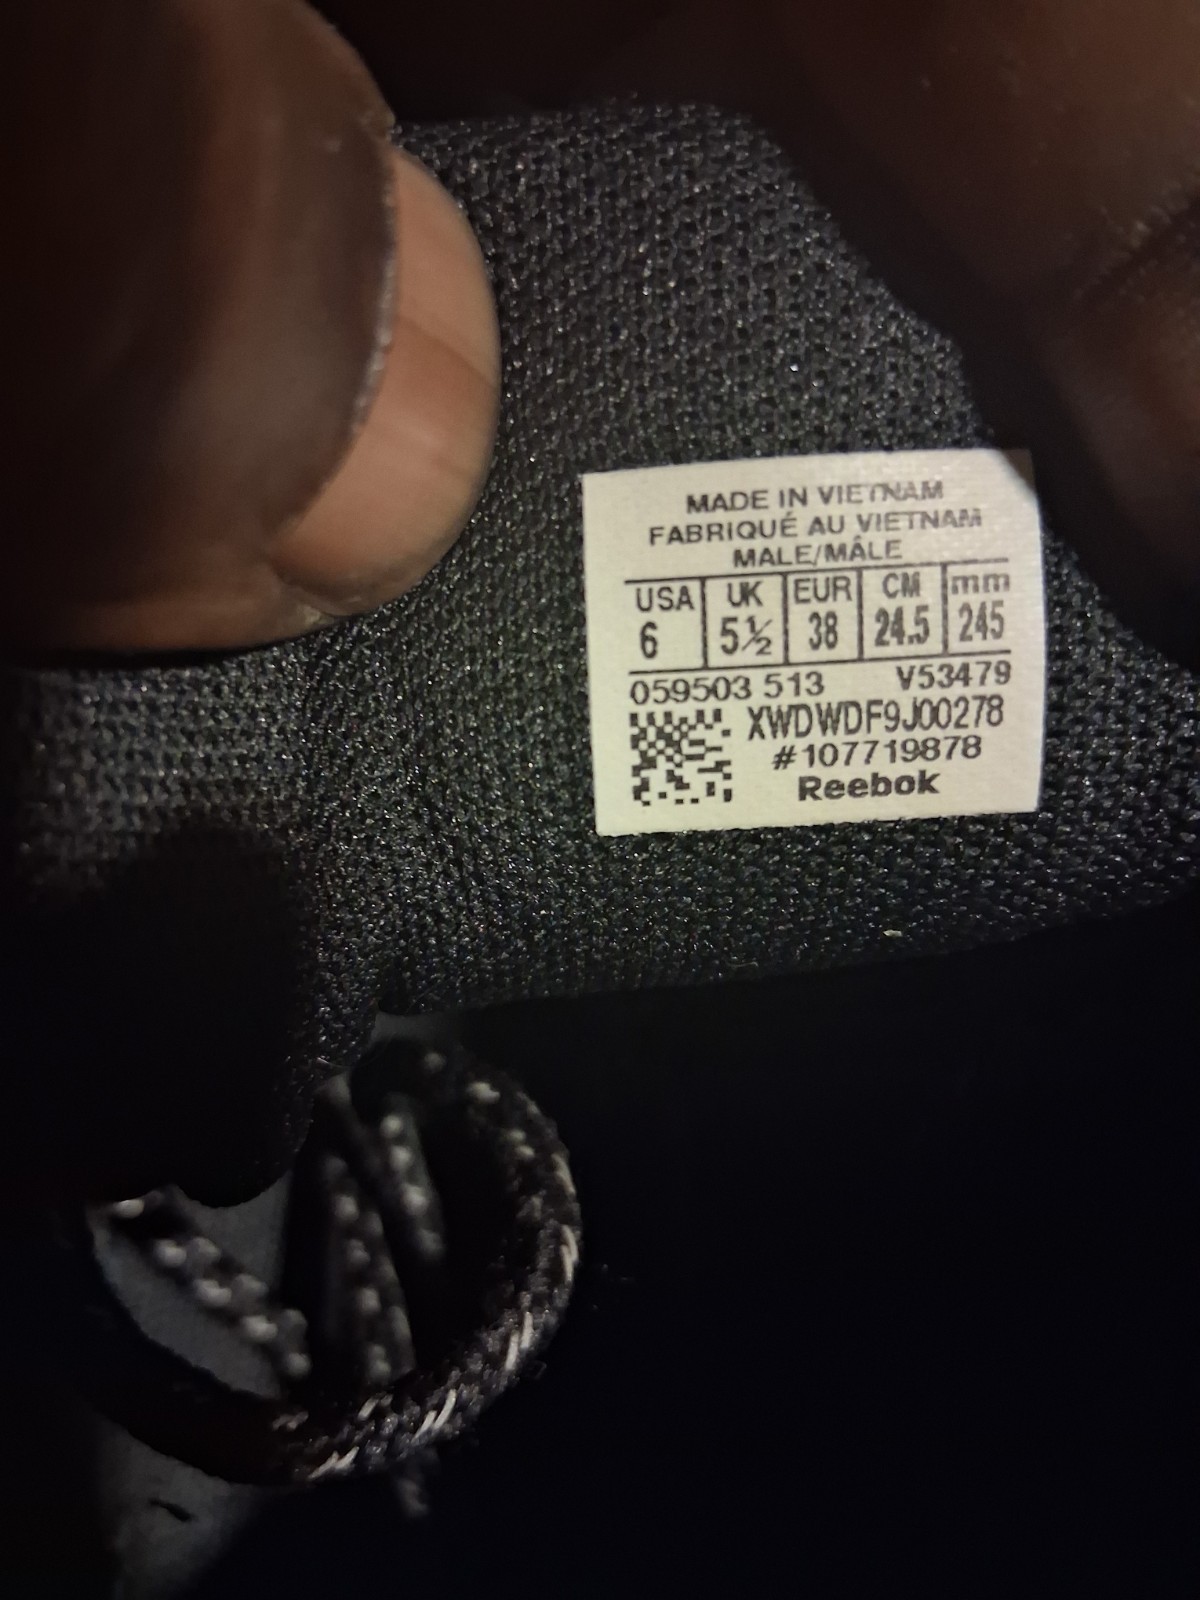 MADE IN VIETNAM
FABRIQUÉ AU VIETNAM
MALE/MÂLE
USA UK EUR CM mm
6 5½ 38 24.5 245
059503 513 V53479
XWDWDF9J00278
#107719878
Reebok